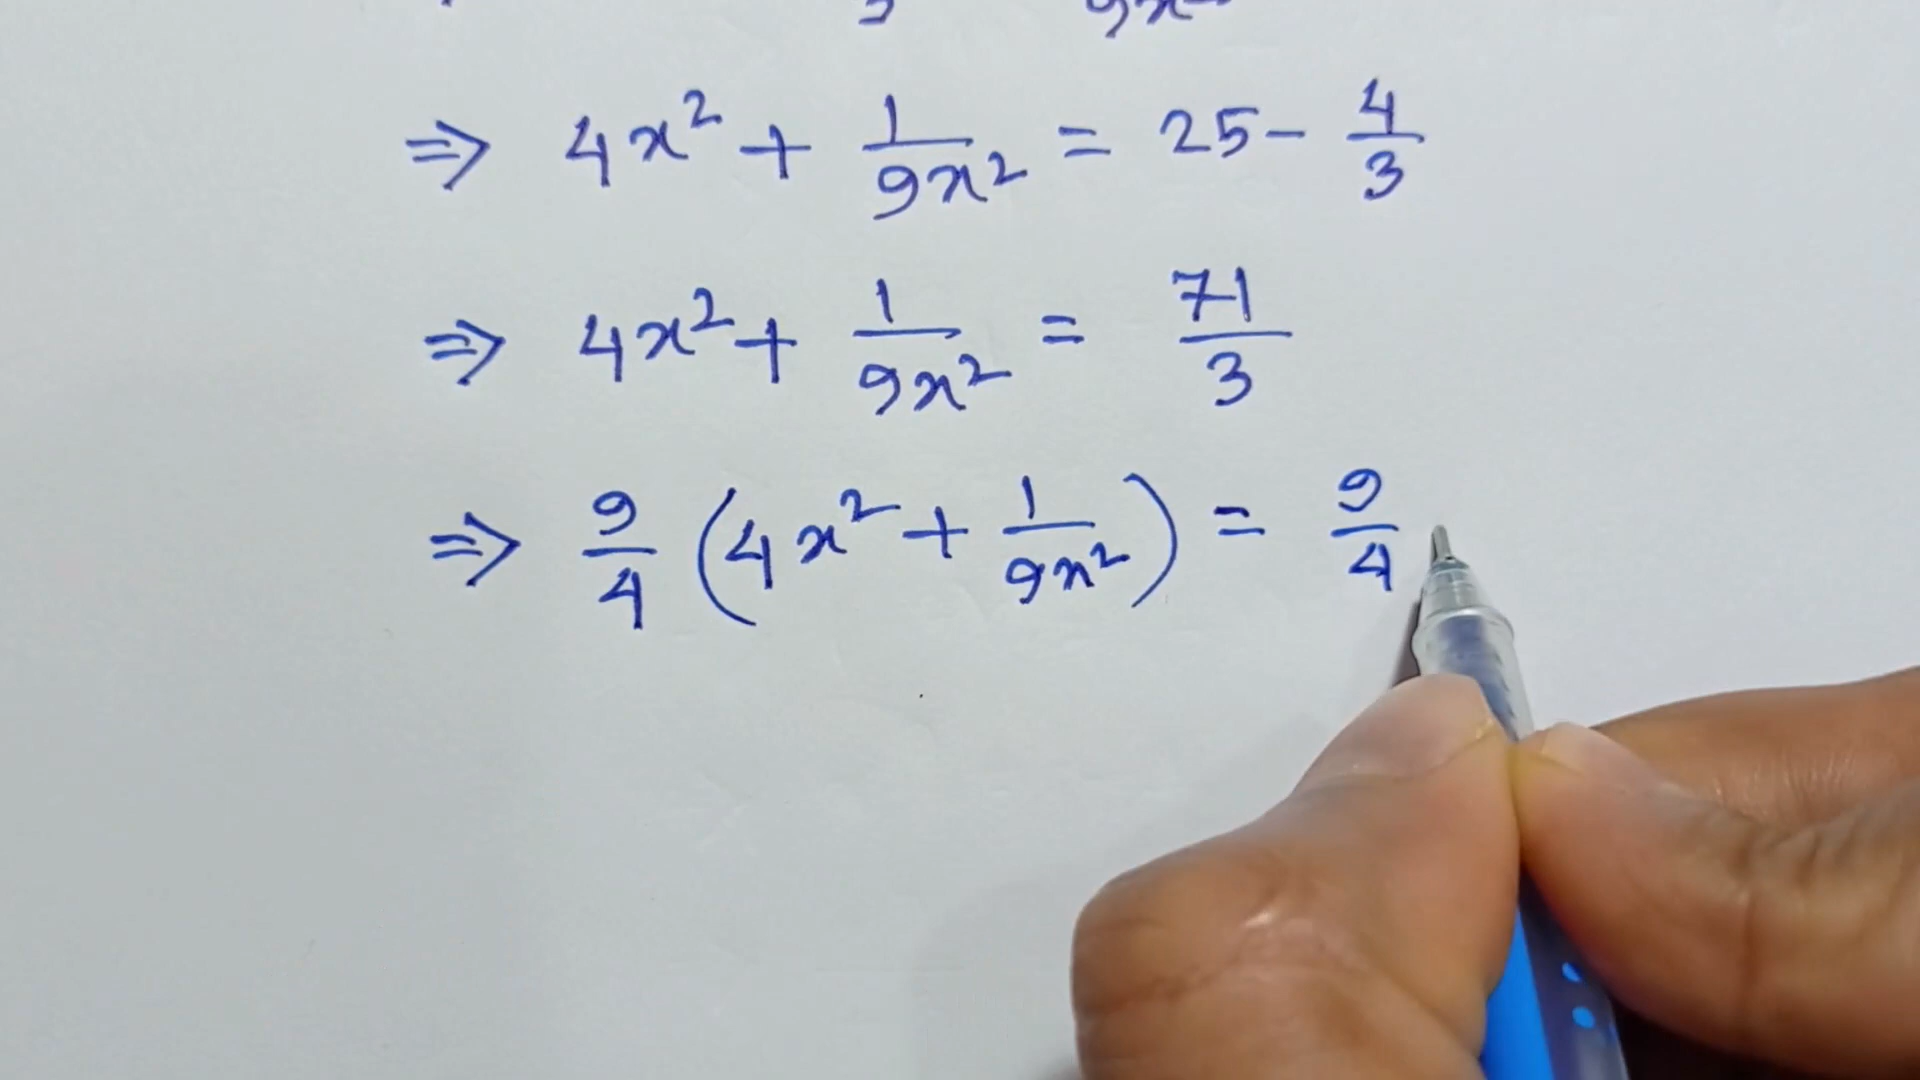 ⇒ 4x² + 1/9x² = 25 - 4/3
⇒ 4x² + 1/9x² = 71/3
⇒ 9/4 (4x² + 1/9x²) = 9/4